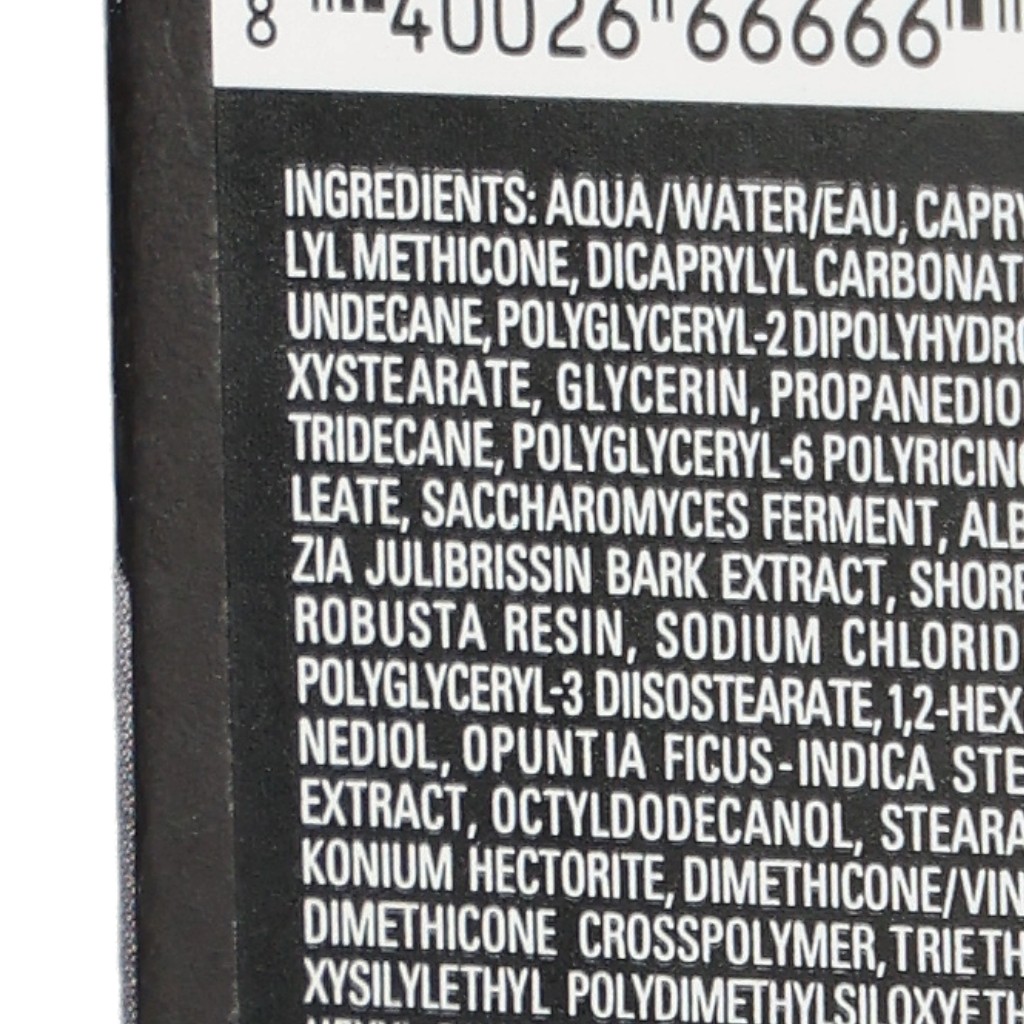 8 40026 66666
INGREDIENTS: AQUA/WATER/EAU, CAPRY
LYL METHICONE, DICAPRYLYL CARBONAT
UNDECANE, POLYGLYCERYL-2 DIPOLYHYDRO
XYSTEARATE, GLYCERIN, PROPANEDIO
TRIDECANE, POLYGLYCERYL-6 POLYRICINO
LEATE, SACCHAROMYCES FERMENT, ALB
ZIA JULIBRISSIN BARK EXTRACT, SHORE
ROBUSTA RESIN, SODIUM CHLORID
POLYGLYCERYL-3 DIISOSTEARATE, 1,2-HEX
NEDIOL, OPUNTIA FICUS-INDICA STE
EXTRACT, OCTYLDODECANOL, STEARA
KONIUM HECTORITE, DIMETHICONE/VIN
DIMETHICONE CROSSPOLYMER, TRIETH
XYSILYLETHYL POLYDIMETHYLSILOXYETH